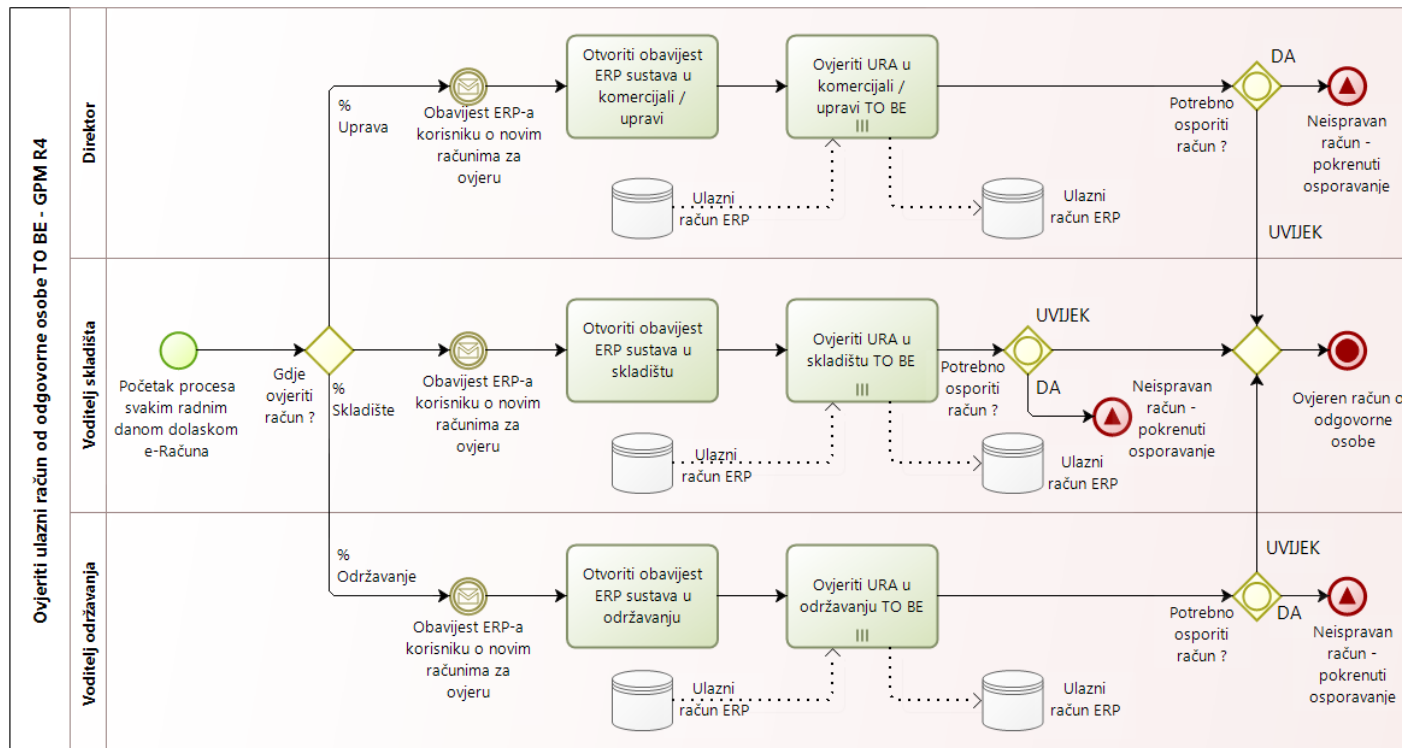 Ovjeriti ulazni račun od odgovorne osobe TO BE - GPM R4
Direktor
%
Uprava
Obavijest ERP-a
korisniku o novim
računima za
ovjeru
Otvoriti obavijest
ERP sustava u
komercijali /
upravi
Ovjeriti URA u
komercijali /
upravi TO BE
Ulazni
račun ERP
Ulazni
račun ERP
Potrebno
osporiti
račun ?
DA
Neispravan
račun -
pokrenuti
osporavanje
UVIJEK
Voditelj skladišta
Početak procesa
svakim radnim
danom dolaskom
e-Računa
Gdje
ovjeriti
račun ?
%
Skladište
Obavijest ERP-a
korisniku o novim
računima za
ovjeru
Otvoriti obavijest
ERP sustava u
skladištu
Ovjeriti URA u
skladištu TO BE
Ulazni
račun ERP
Ulazni
račun ERP
Potrebno
osporiti
račun ?
UVIJEK
DA
Neispravan
račun -
pokrenuti
osporavanje
Ovjeren račun o
odgovorne
osobe
Voditelj održavanja
%
Održavanje
Obavijest ERP-a
korisniku o novim
računima za
ovjeru
Otvoriti obavijest
ERP sustava u
održavanju
Ovjeriti URA u
održavanju TO BE
Ulazni
račun ERP
Ulazni
račun ERP
Potrebno
osporiti
račun ?
UVIJEK
DA
Neispravan
račun -
pokrenuti
osporavanje